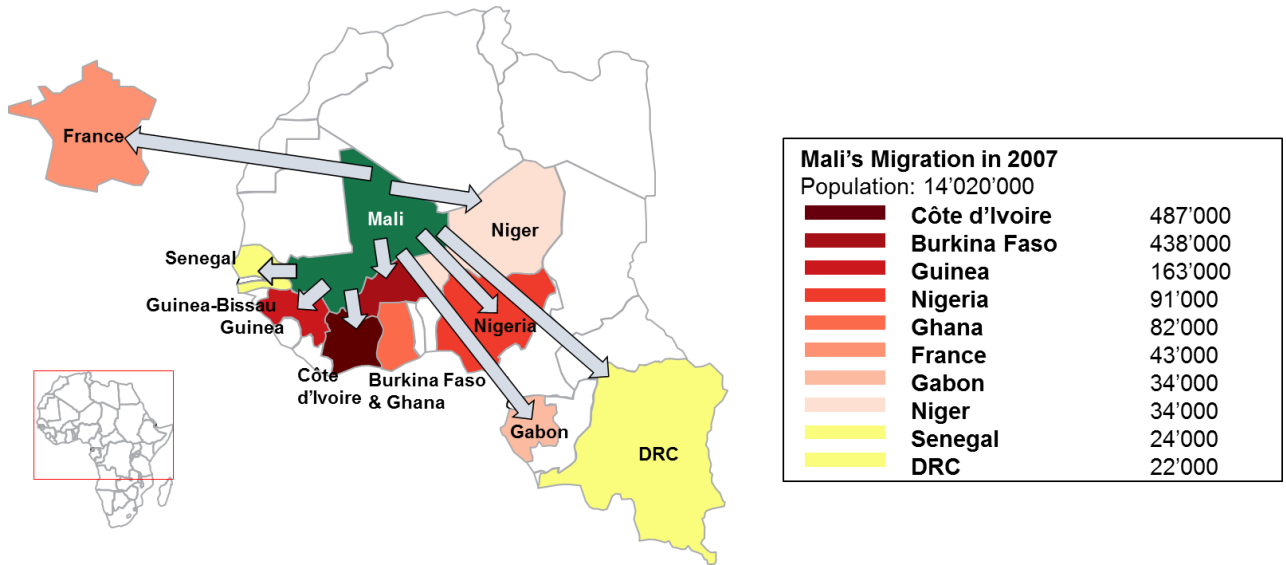 France
Mali
Niger
Senegal
Guinea-Bissau
Guinea
Nigeria
Côte
d'Ivoire
Burkina Faso
& Ghana
Gabon
DRC
Mali's Migration in 2007
Population: 14'020'000
Côte d'Ivoire 487'000
Burkina Faso 438'000
Guinea 163'000
Nigeria 91'000
Ghana 82'000
France 43'000
Gabon 34'000
Niger 34'000
Senegal 24'000
DRC 22'000